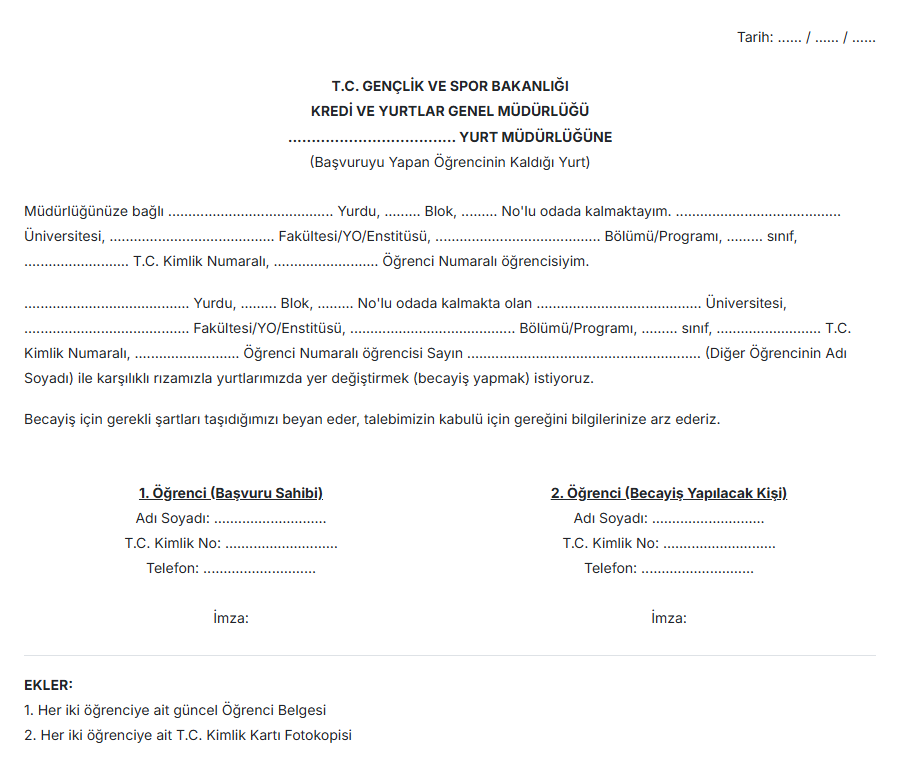 Tarih: ...... / ...... / ......
T.C. GENÇLİK VE SPOR BAKANLIĞI
KREDİ VE YURTLAR GENEL MÜDÜRLÜĞÜ
.................................... YURT MÜDÜRLÜĞÜNE
(Başvuruyu Yapan Öğrencinin Kaldığı Yurt)
Müdürlüğünüze bağlı ......................................... Yurdu, ......... Blok, ......... No'lu odada kalmaktayım. .........................................
Üniversitesi, ......................................... Fakültesi/YO/Enstitüsü, ......................................... Bölümü/Programı, ......... sınıf,
.......................... T.C. Kimlik Numaralı, .......................... Öğrenci Numaralı öğrencisiyim.
......................................... Yurdu, ......... Blok, ......... No'lu odada kalmakta olan ......................................... Üniversitesi,
......................................... Fakültesi/YO/Enstitüsü, ......................................... Bölümü/Programı, ......... sınıf, .......................... T.C.
Kimlik Numaralı, .......................... Öğrenci Numaralı öğrencisi Sayın .......................................................... (Diğer Öğrencinin Adı
Soyadı) ile karşılıklı rızamızla yurtlarımızda yer değiştirmek (becayiş yapmak) istiyoruz.
Becayiş için gerekli şartları taşıdığımızı beyan eder, talebimizin kabulü için gereğini bilgilerinize arz ederiz.
1. Öğrenci (Başvuru Sahibi)
Adı Soyadı: ............................
T.C. Kimlik No: ............................
Telefon: ............................
İmza:
2. Öğrenci (Becayiş Yapılacak Kişi)
Adı Soyadı: ............................
T.C. Kimlik No: ............................
Telefon: ............................
İmza:
EKLER:
1. Her iki öğrenciye ait güncel Öğrenci Belgesi
2. Her iki öğrenciye ait T.C. Kimlik Kartı Fotokopisi